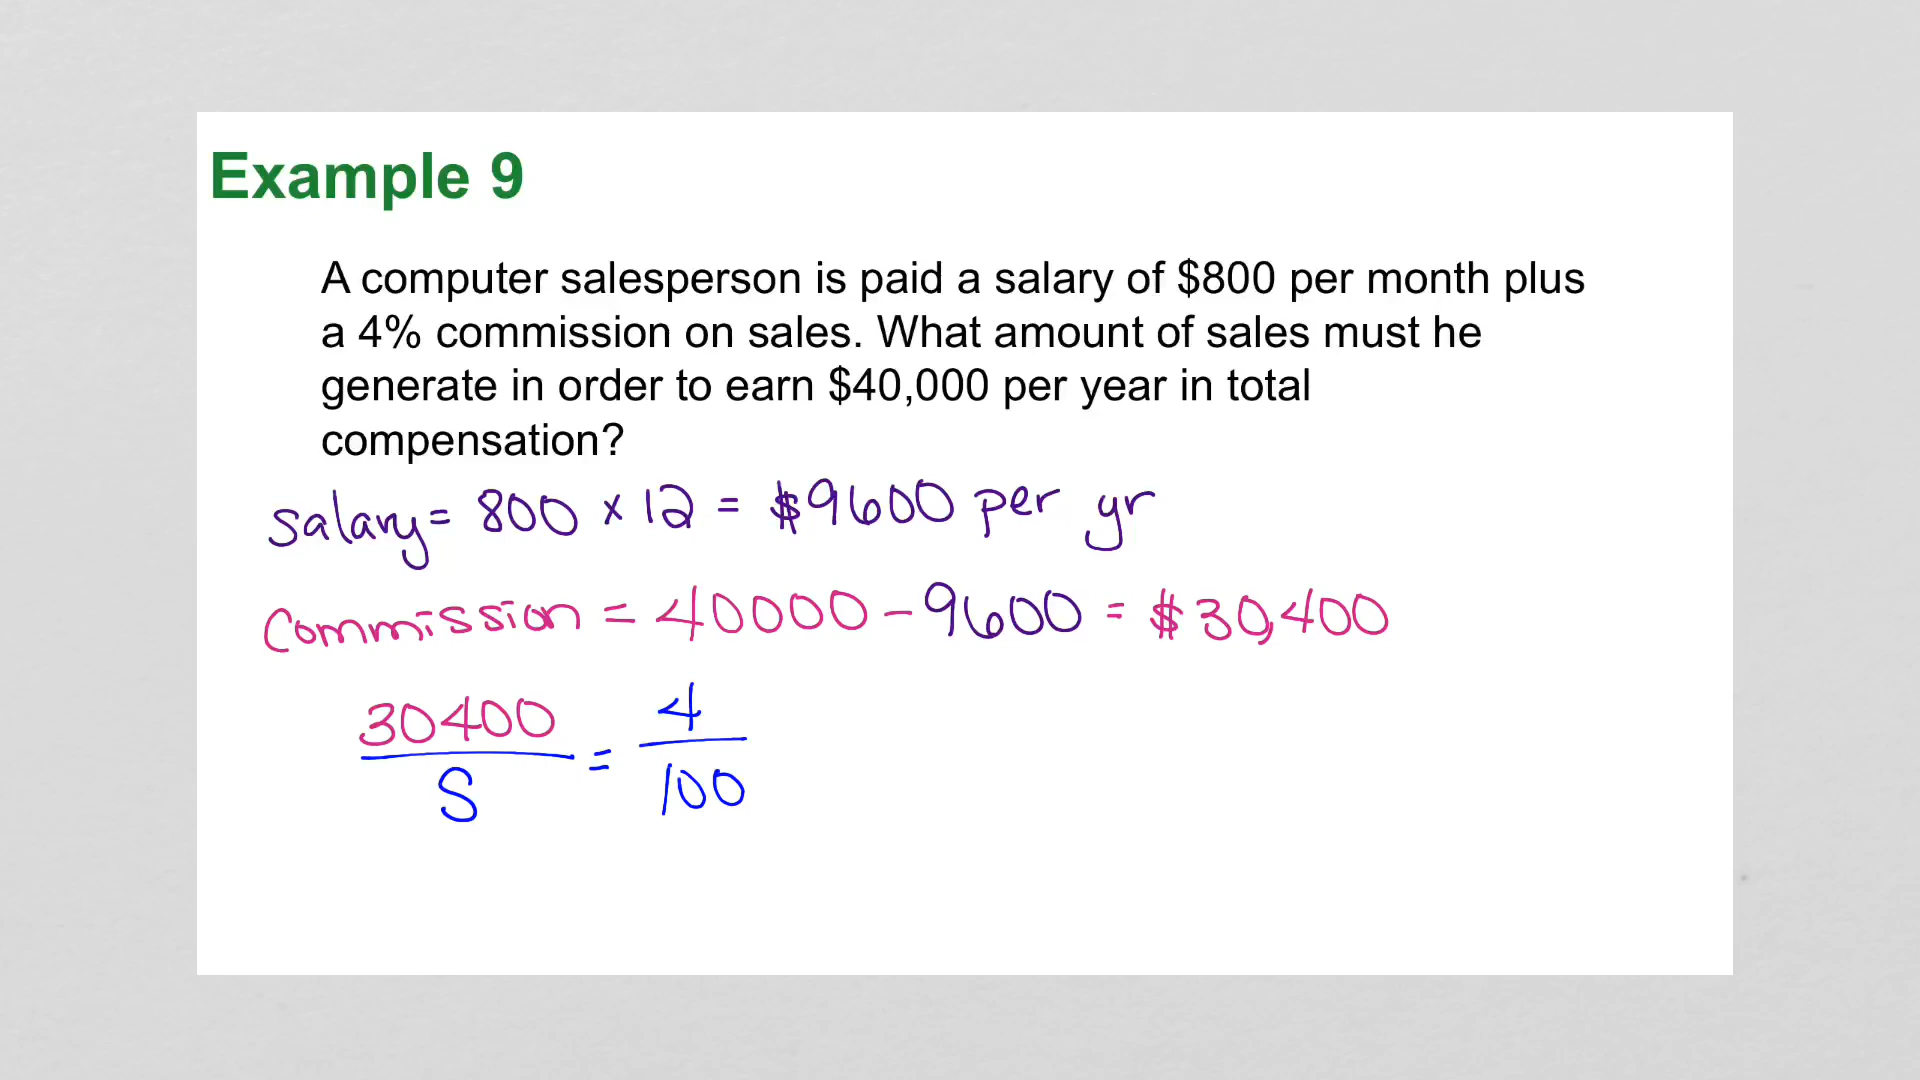 Example 9
A computer salesperson is paid a salary of $800 per month plus
a 4% commission on sales. What amount of sales must he
generate in order to earn $40,000 per year in total
compensation?
salary = 800 × 12 = $9600 per yr
Commission = 40000 - 9600 = $30,400
30400 / S = 4 / 100